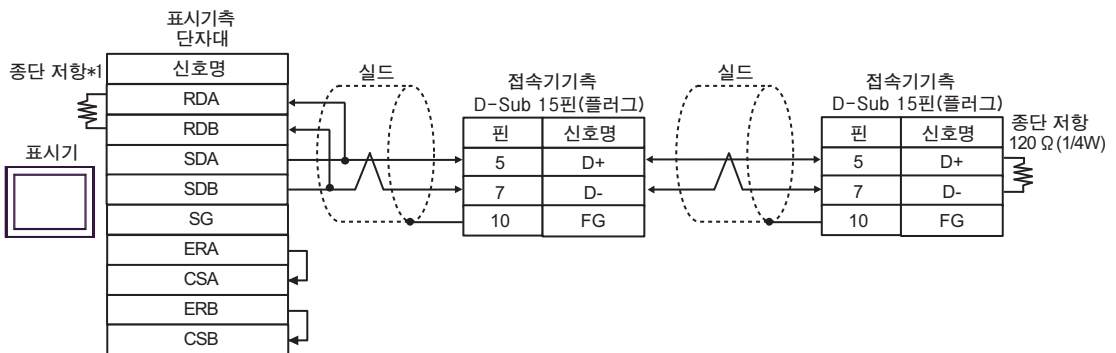 표시기측
단자대
종단 저항*1
신호명
RDA
RDB
SDA
SDB
SG
ERA
CSA
ERB
CSB
표시기
실드
접속기기측
D-Sub 15핀(플러그)
핀 신호명
5 D+
7 D-
10 FG
실드
접속기기측
D-Sub 15핀(플러그)
핀 신호명
5 D+
7 D-
10 FG
종단 저항
120 Ω (1/4W)